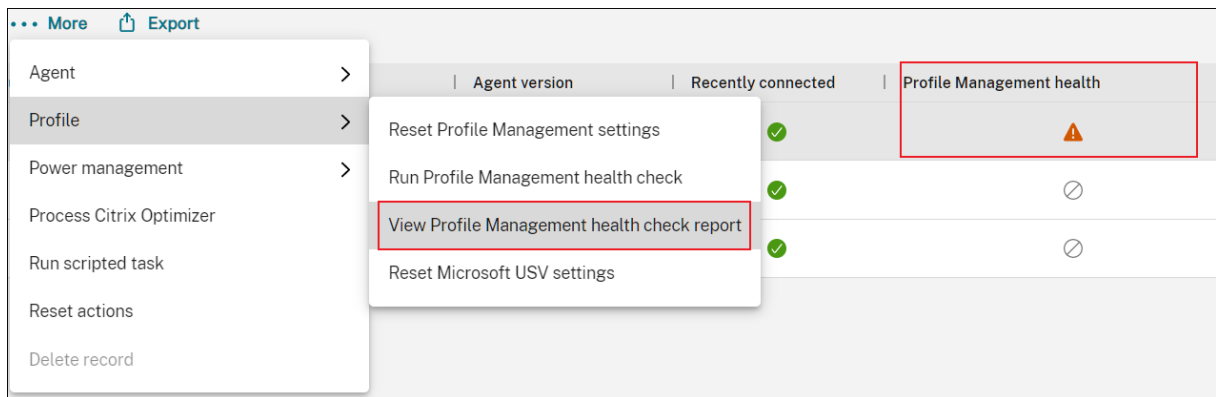 ••• More Export
Agent
Agent version Recently connected Profile Management health
Profile
Reset Profile Management settings
Power management
Run Profile Management health check
Process Citrix Optimizer
View Profile Management health check report
Run scripted task
Reset Microsoft USV settings
Reset actions
Delete record